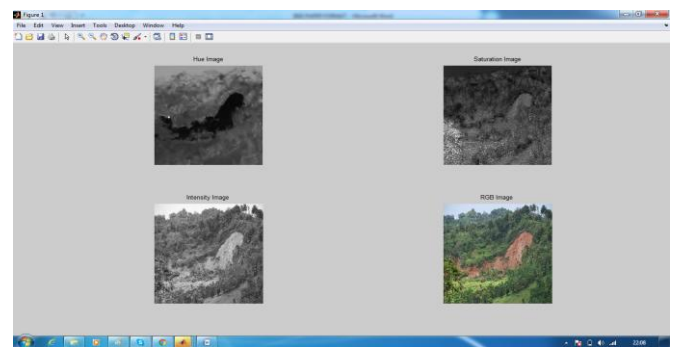 Figure 1
File Edit View Insert Tools Desktop Window Help
Hue Image
Saturation Image
Intensity Image
RGB Image
22:06